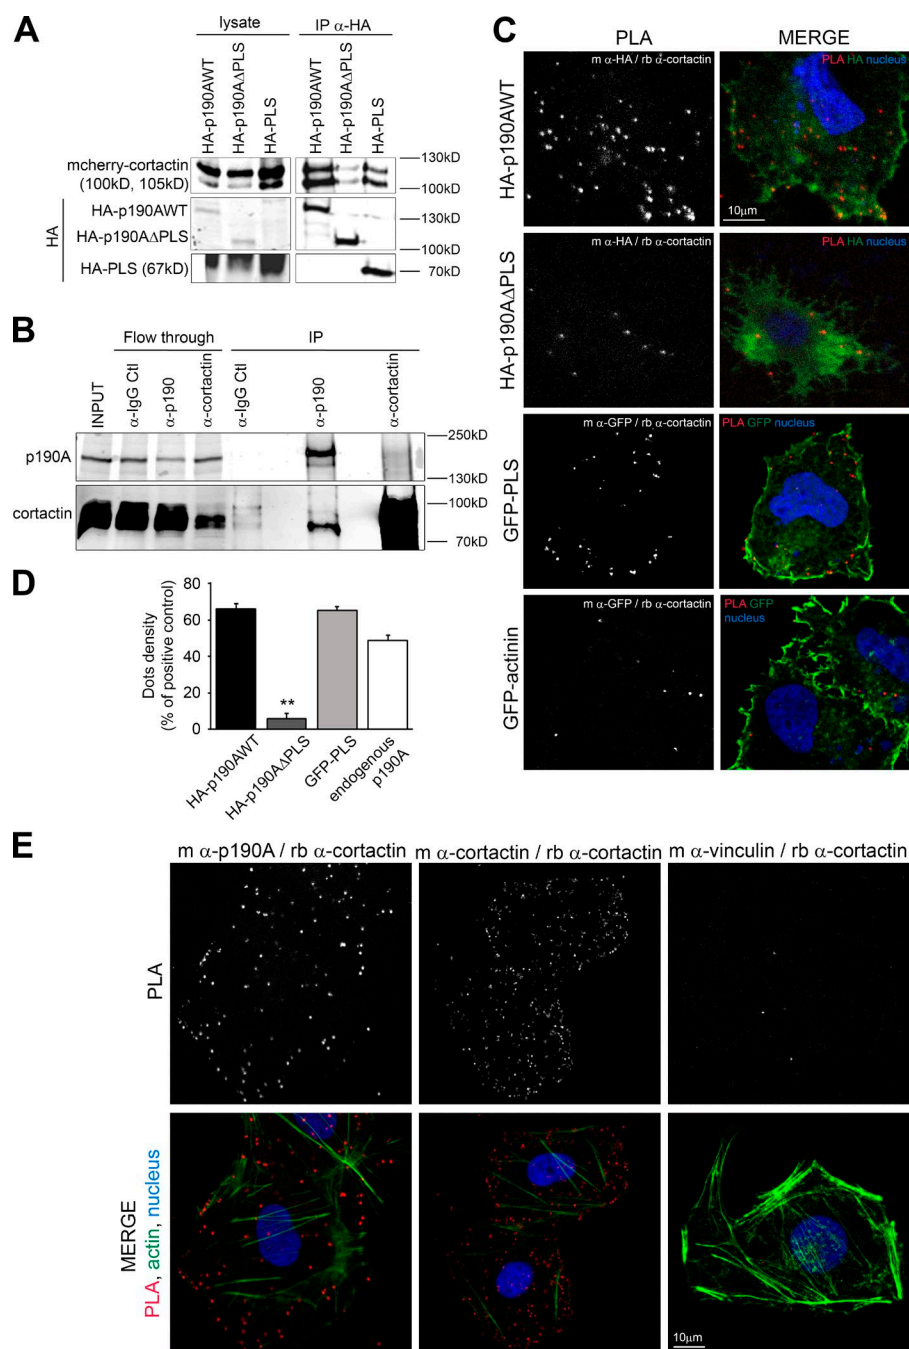 A
lysate
IP α-HA
HA-p190AWT
HA-p190AΔPLS
HA-PLS
HA-p190AWT
HA-p190AΔPLS
HA-PLS
mcherry-cortactin
(100kD, 105kD)
130kD
100kD
HA
HA-p190AWT
HA-p190AΔPLS
HA-PLS (67kD)
130kD
100kD
70kD
B
Flow through
IP
INPUT
α-IgG Ctl
α-p190
α-cortactin
α-IgG Ctl
α-p190
α-cortactin
p190A
cortactin
250kD
130kD
100kD
70kD
C
PLA
MERGE
HA-p190AWT
m α-HA / rb α-cortactin
PLA HA nucleus
10μm
HA-p190AΔPLS
m α-HA / rb α-cortactin
PLA HA nucleus
GFP-PLS
m α-GFP / rb α-cortactin
PLA GFP nucleus
GFP-actinin
m α-GFP / rb α-cortactin
PLA GFP
nucleus
D
Dots density
(% of positive control)
80
60
40
20
0
**
HA-p190AWT
HA-p190AΔPLS
GFP-PLS
endogenous
p190A
E
m α-p190A / rb α-cortactin
m α-cortactin / rb α-cortactin
m α-vinculin / rb α-cortactin
PLA
MERGE
PLA, actin, nucleus
10μm